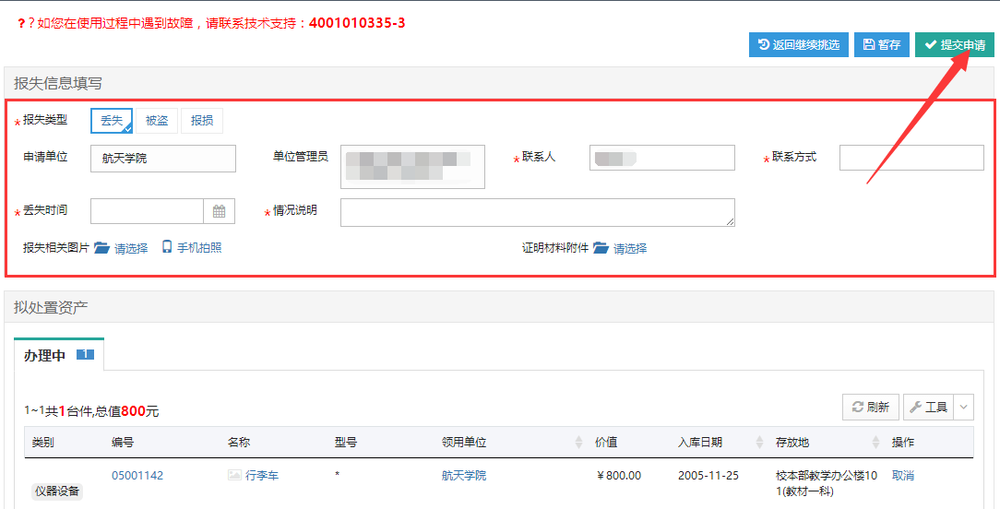 ??如您在使用过程中遇到故障，请联系技术支持：4001010335-3
返回继续挑选 暂存 提交申请
报失信息填写
*报失类型 丢失 被盗 报损
申请单位 航天学院 单位管理员 *联系人 *联系方式
*丢失时间 *情况说明
报失相关图片 请选择 手机拍照 证明材料附件 请选择
拟处置资产
办理中 1
1~1共1台件,总值800元
刷新 工具
类别 编号 名称 型号 领用单位 价值 入库日期 存放地 操作
仪器设备 05001142 行李车 * 航天学院 ￥800.00 2005-11-25 校本部教学办公楼10 取消
1(教材一科)